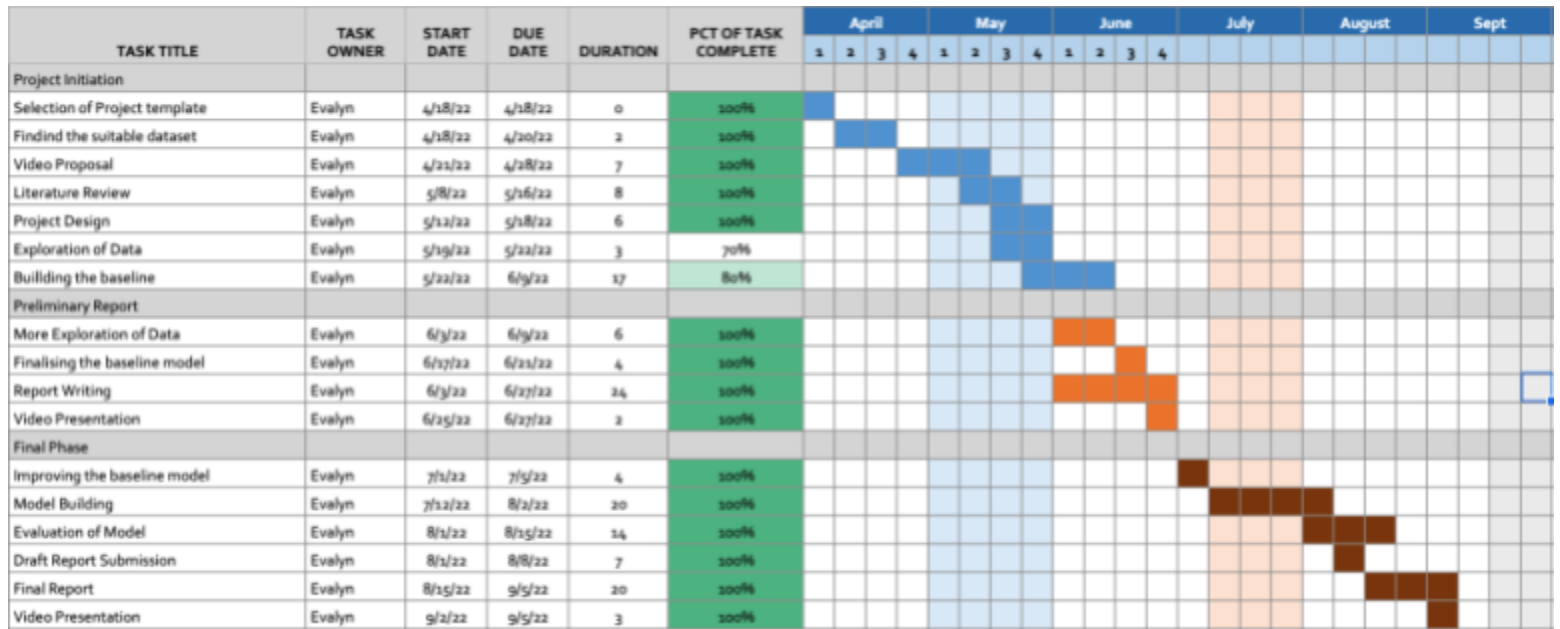 April May June July August Sept
TASK TITLE TASK OWNER START DATE DUE DATE DURATION PCT OF TASK COMPLETE 1 2 3 4 1 2 3 4 1 2 3 4
Project Initiation
Selection of Project template Evalyn 4/18/22 4/18/22 0 100%
Findind the suitable dataset Evalyn 4/18/22 4/20/22 2 100%
Video Proposal Evalyn 4/21/22 4/28/22 7 100%
Literature Review Evalyn 5/8/22 5/16/22 8 100%
Project Design Evalyn 5/12/22 5/18/22 6 100%
Exploration of Data Evalyn 5/19/22 5/22/22 3 70%
Buillding the baseline Evalyn 5/22/22 6/9/22 17 80%
Preliminary Report
More Exploration of Data Evalyn 6/3/22 6/9/22 6 100%
Finalising the baseline model Evalyn 6/17/22 6/21/22 4 100%
Report Writing Evalyn 6/3/22 6/27/22 24 100%
Video Presentation Evalyn 6/25/22 6/27/22 2 100%
Final Phase
Improving the baseline model Evalyn 7/1/22 7/5/22 4 100%
Model Building Evalyn 7/12/22 8/2/22 20 100%
Evaluation of Model Evalyn 8/1/22 8/15/22 14 100%
Draft Report Submission Evalyn 8/1/22 8/8/22 7 100%
Final Report Evalyn 8/15/22 9/5/22 20 100%
Video Presentation Evalyn 9/2/22 9/5/22 3 100%